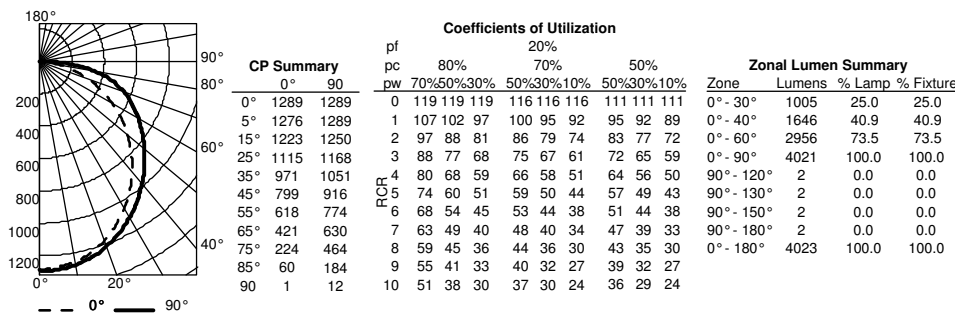 180°
90°
80°
60°
40°
200
400
600
800
1000
1200
0° 20°
0° 90°
CP Summary
0° 90
0° 1289 1289
5° 1276 1289
15° 1223 1250
25° 1115 1168
35° 971 1051
45° 799 916
55° 618 774
65° 421 630
75° 224 464
85° 60 184
90 1 12
Coefficients of Utilization
pf 20%
pc 80% 70% 50%
pw 70%50%30% 50%30%10% 50%30%10%
RCR
0 119 119 119 116 116 116 111 111 111
1 107 102 97 100 95 92 95 92 89
2 97 88 81 86 79 74 83 77 72
3 88 77 68 75 67 61 72 65 59
4 80 68 59 66 58 51 64 56 50
5 74 60 51 59 50 44 57 49 43
6 68 54 45 53 44 38 51 44 38
7 63 49 40 48 40 34 47 39 33
8 59 45 36 44 36 30 43 35 30
9 55 41 33 40 32 27 39 32 27
10 51 38 30 37 30 24 36 29 24
Zonal Lumen Summary
Zone Lumens % Lamp % Fixture
0° - 30° 1005 25.0 25.0
0° - 40° 1646 40.9 40.9
0° - 60° 2956 73.5 73.5
0° - 90° 4021 100.0 100.0
90° - 120° 2 0.0 0.0
90° - 130° 2 0.0 0.0
90° - 150° 2 0.0 0.0
90° - 180° 2 0.0 0.0
0° - 180° 4023 100.0 100.0